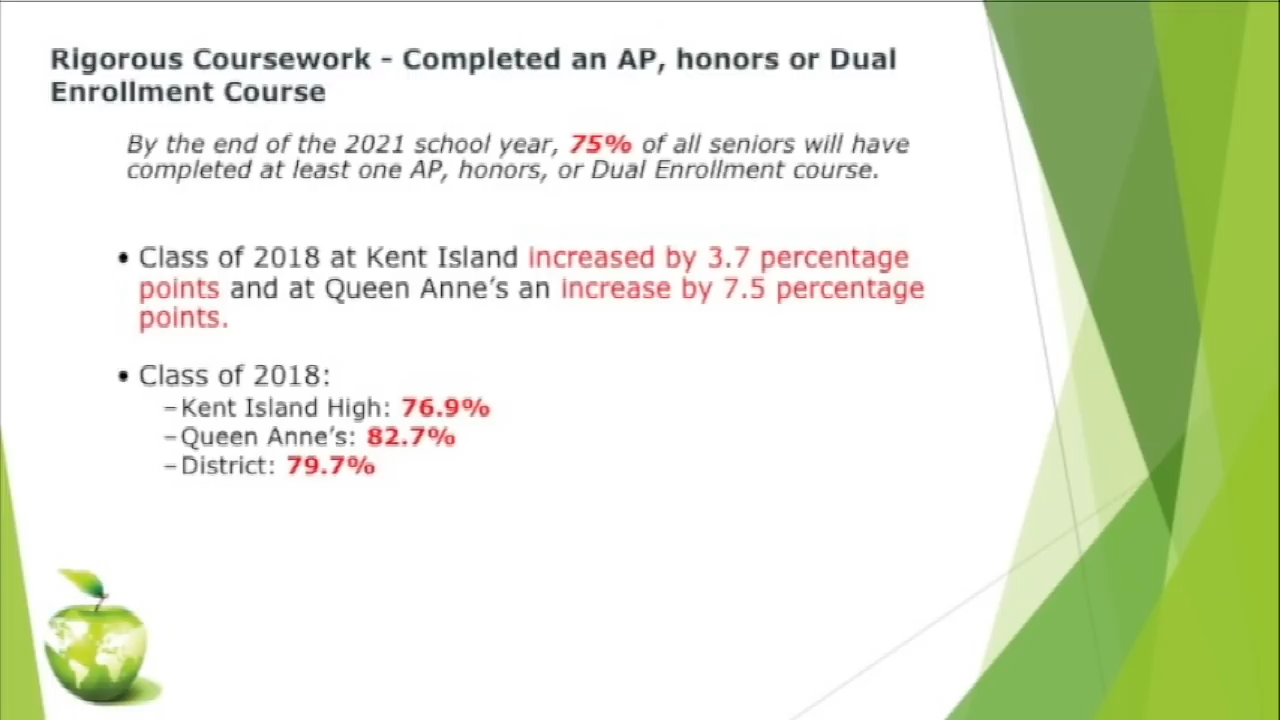 Rigorous Coursework - Completed an AP, honors or Dual
Enrollment Course
By the end of the 2021 school year, 75% of all seniors will have
completed at least one AP, honors, or Dual Enrollment course.
• Class of 2018 at Kent Island increased by 3.7 percentage
points and at Queen Anne's an increase by 7.5 percentage
points.
• Class of 2018:
–Kent Island High: 76.9%
–Queen Anne's: 82.7%
–District: 79.7%